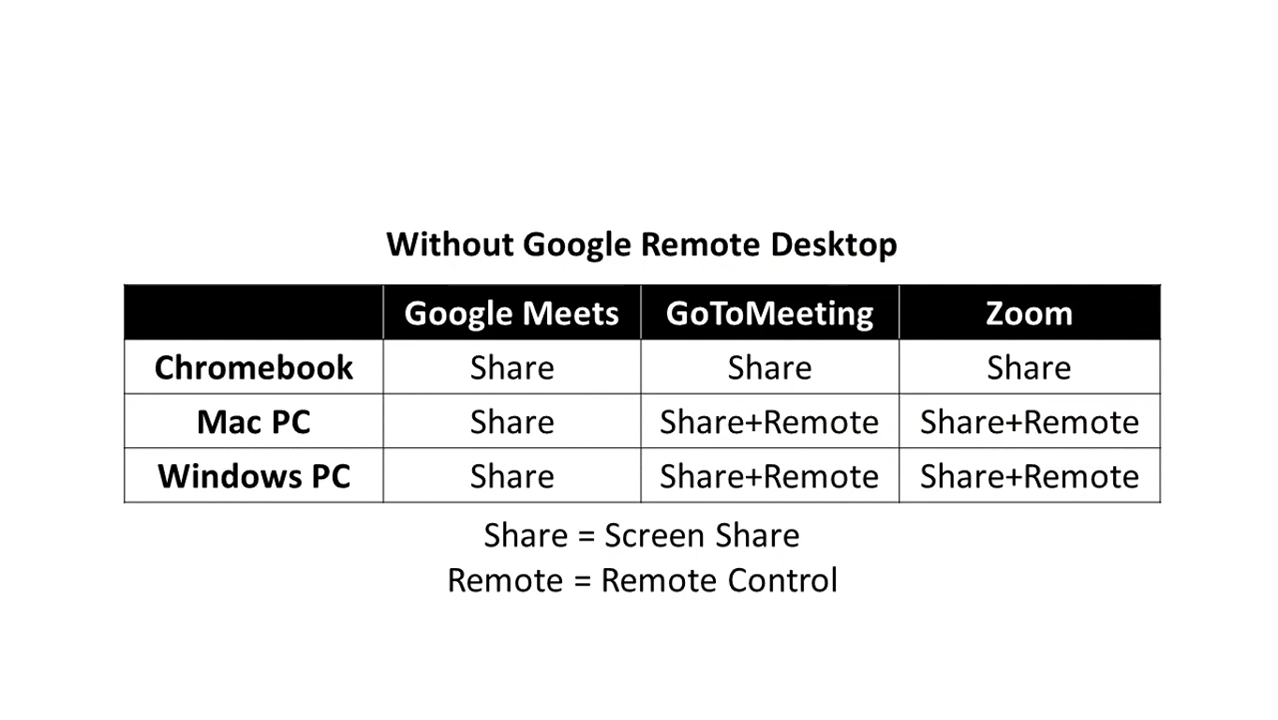 Without Google Remote Desktop
Google Meets GoToMeeting Zoom
Chromebook Share Share Share
Mac PC Share Share+Remote Share+Remote
Windows PC Share Share+Remote Share+Remote
Share = Screen Share
Remote = Remote Control